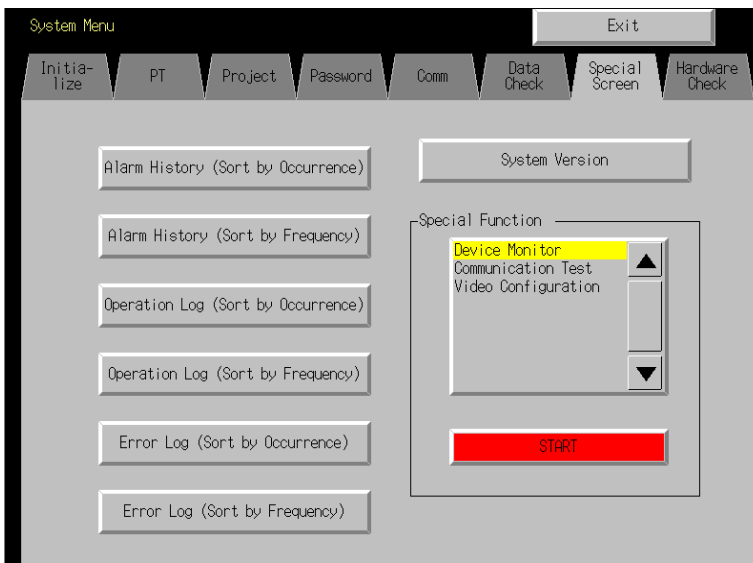 System Menu
Exit
Initia-
lize
PT
Project
Password
Comm
Data
Check
Special
Screen
Hardware
Check
Alarm History (Sort by Occurrence)
Alarm History (Sort by Frequency)
Operation Log (Sort by Occurrence)
Operation Log (Sort by Frequency)
Error Log (Sort by Occurrence)
Error Log (Sort by Frequency)
System Version
Special Function
Device Monitor
Communication Test
Video Configuration
START